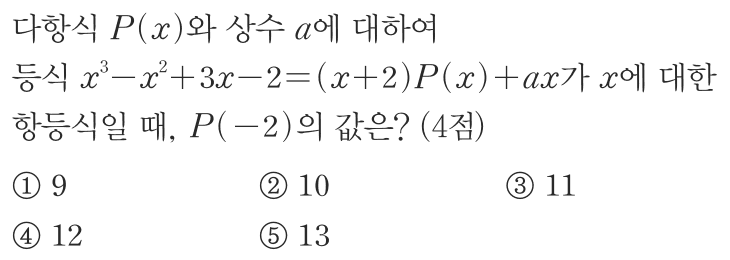 다항식 P(x)와 상수 a에 대하여
등식 x³−x²+3x−2=(x+2)P(x)+ax가 x에 대한
항등식일 때, P(−2)의 값은? (4점)
① 9 ② 10 ③ 11
④ 12 ⑤ 13